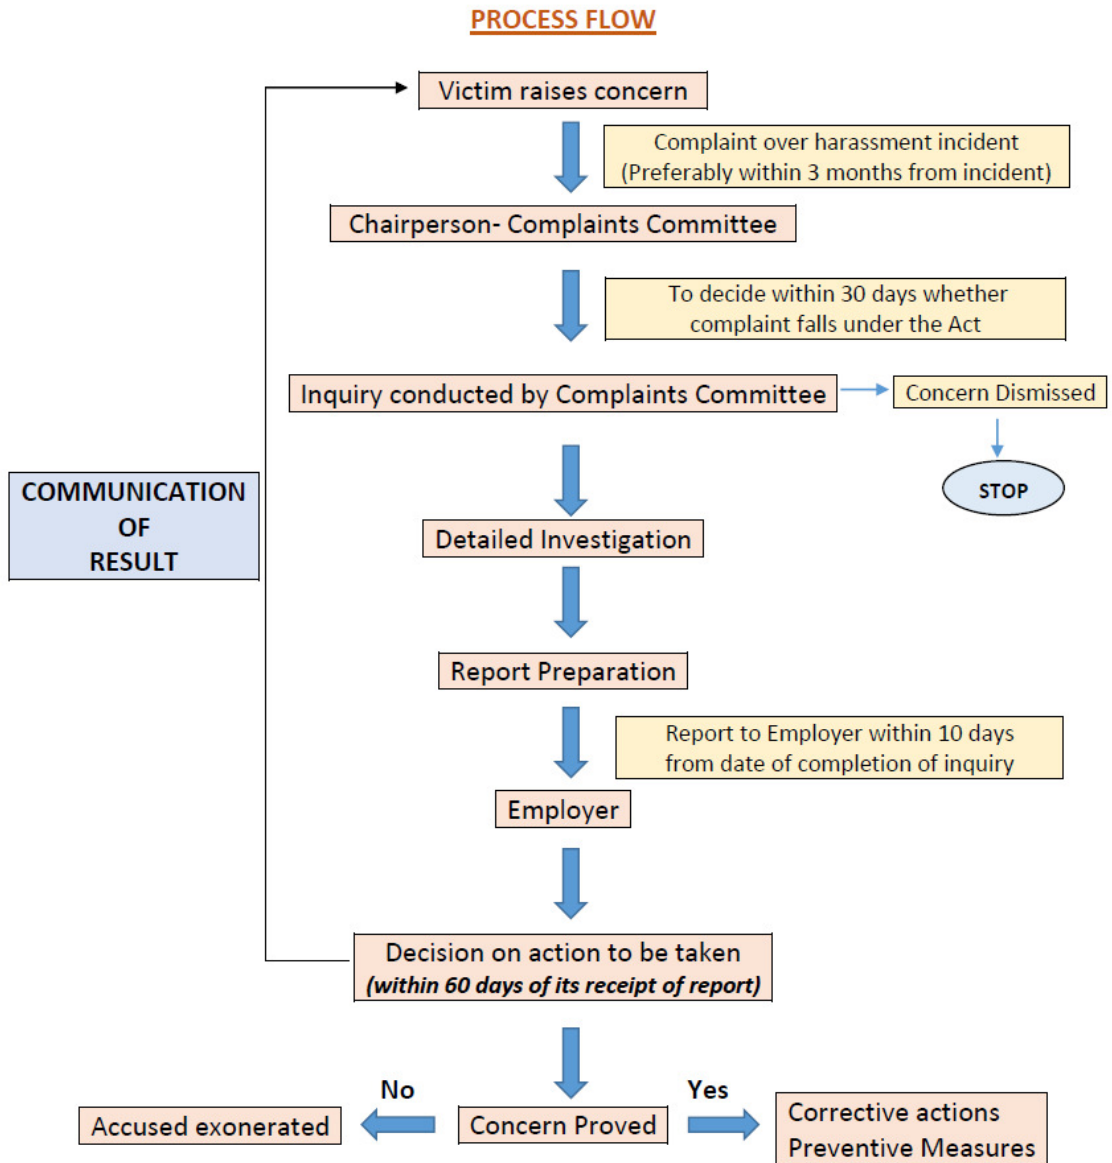 PROCESS FLOW
Victim raises concern
Complaint over harassment incident
(Preferably within 3 months from incident)
Chairperson- Complaints Committee
To decide within 30 days whether
complaint falls under the Act
Inquiry conducted by Complaints Committee
Concern Dismissed
STOP
COMMUNICATION
OF
RESULT
Detailed Investigation
Report Preparation
Report to Employer within 10 days
from date of completion of inquiry
Employer
Decision on action to be taken
(within 60 days of its receipt of report)
No
Yes
Accused exonerated
Concern Proved
Corrective actions
Preventive Measures